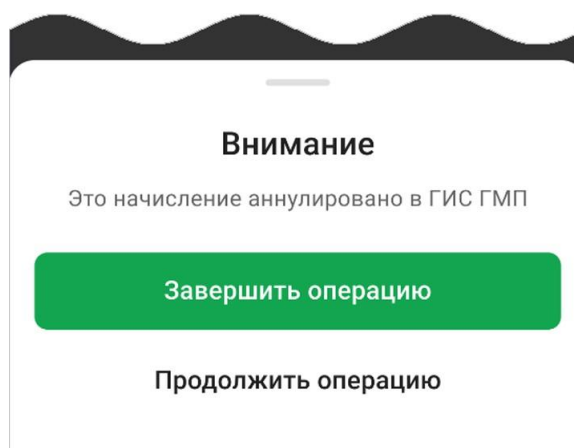 Внимание
Это начисление аннулировано в ГИС ГМП
Завершить операцию
Продолжить операцию